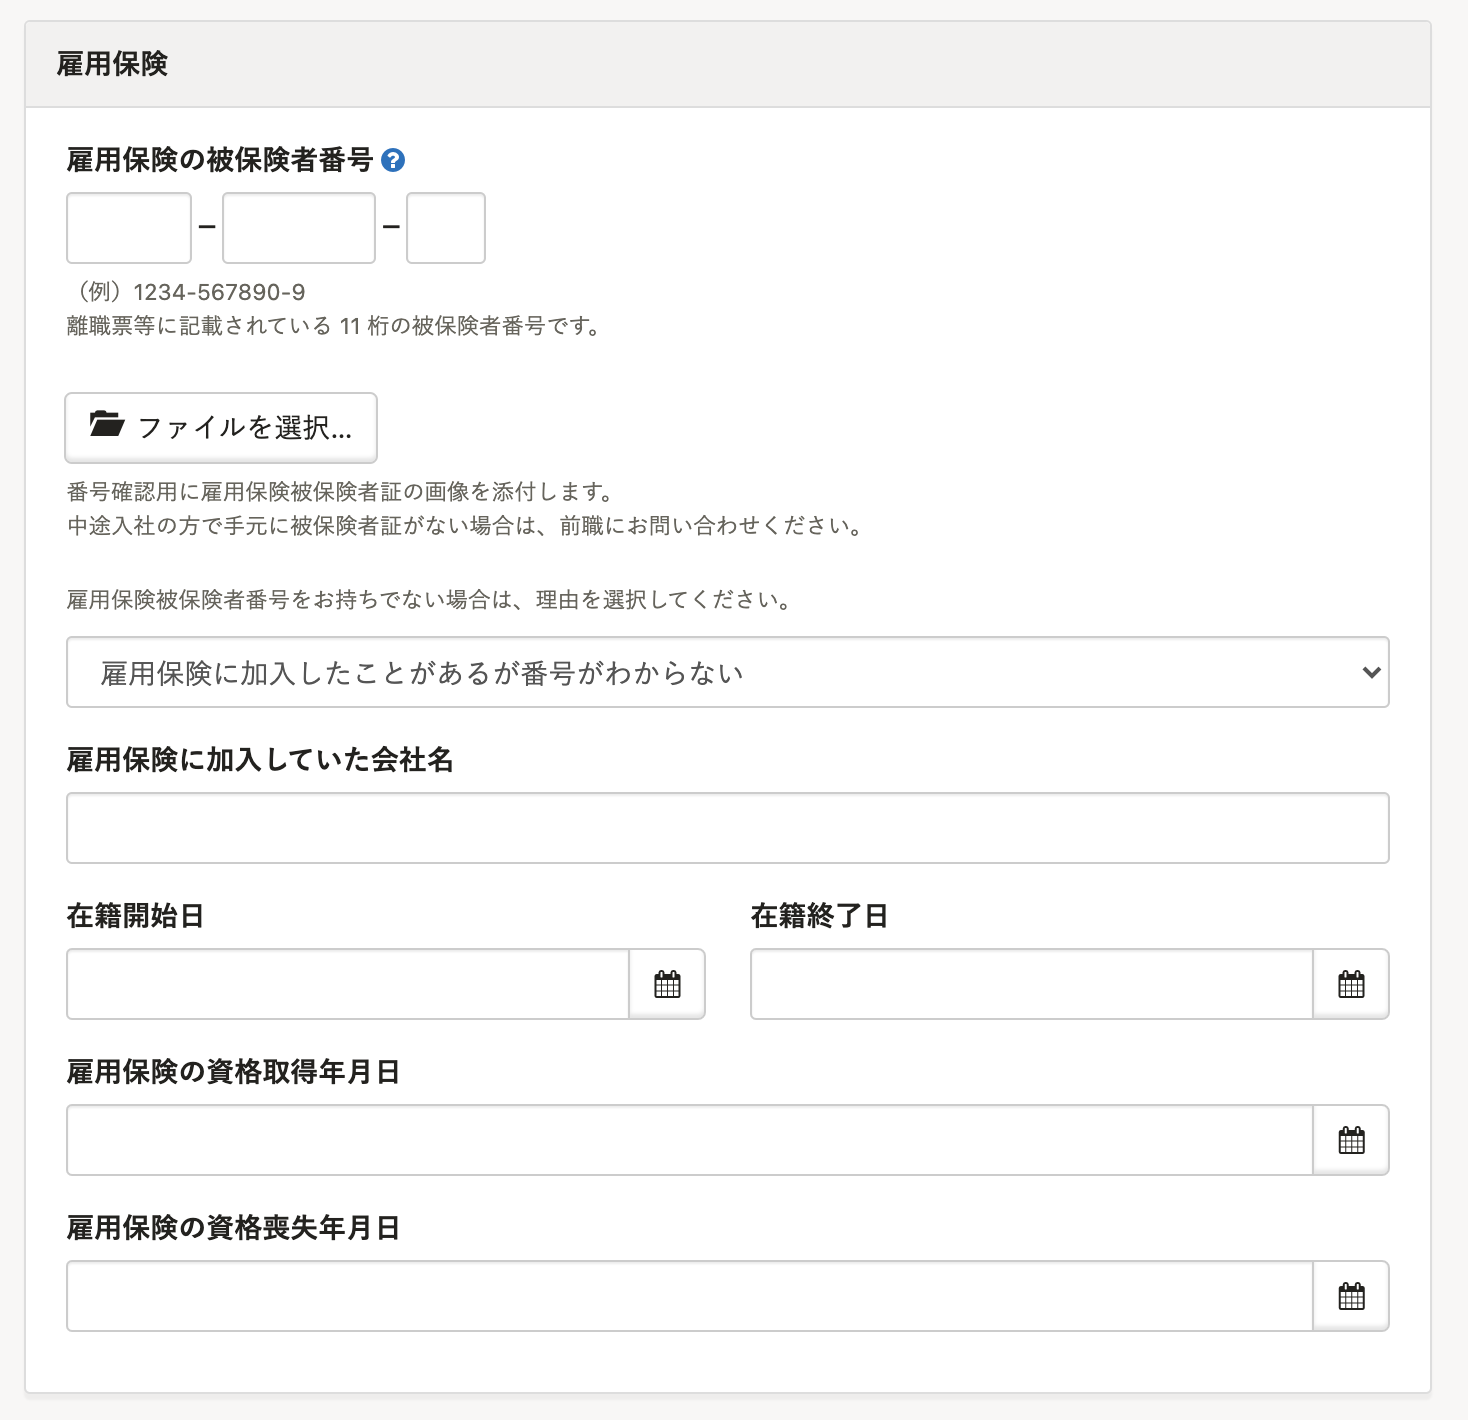 雇用保険
雇用保険の被保険者番号 ?
– –
（例）1234-567890-9
離職票等に記載されている 11 桁の被保険者番号です。
ファイルを選択...
番号確認用に雇用保険被保険者証の画像を添付します。
中途入社の方で手元に被保険者証がない場合は、前職にお問い合わせください。
雇用保険被保険者番号をお持ちでない場合は、理由を選択してください。
雇用保険に加入したことがあるが番号がわからない
雇用保険に加入していた会社名
在籍開始日 在籍終了日
雇用保険の資格取得年月日
雇用保険の資格喪失年月日